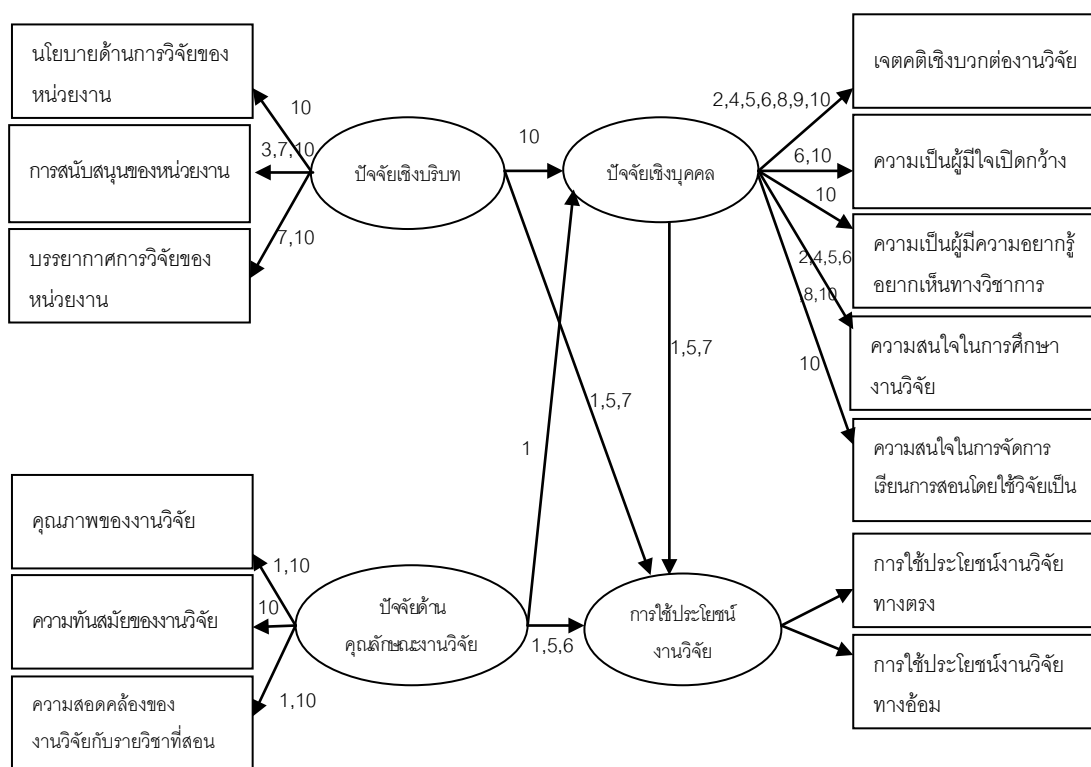 นโยบายด้านการวิจัยของ
หน่วยงาน
การสนับสนุนของหน่วยงาน
บรรยากาศการวิจัยของ
หน่วยงาน
10
3,7,10
7,10
ปัจจัยเชิงบริบท
10
ปัจจัยเชิงบุคคล
2,4,5,6,8,9,10
6,10
10
2,4,5,6
,8,10
10
เจตคติเชิงบวกต่องานวิจัย
ความเป็นผู้มีใจเปิดกว้าง
ความเป็นผู้มีความอยากรู้
อยากเห็นทางวิชาการ
ความสนใจในการศึกษา
งานวิจัย
ความสนใจในการจัดการ
เรียนการสอนโดยใช้วิจัยเป็น
1,5,7
1,5,7
1
คุณภาพของงานวิจัย
ความทันสมัยของงานวิจัย
ความสอดคล้องของ
งานวิจัยกับรายวิชาที่สอน
1,10
10
1,10
ปัจจัยด้าน
คุณลักษณะงานวิจัย
1,5,6
การใช้ประโยชน์
งานวิจัย
การใช้ประโยชน์งานวิจัย
ทางตรง
การใช้ประโยชน์งานวิจัย
ทางอ้อม